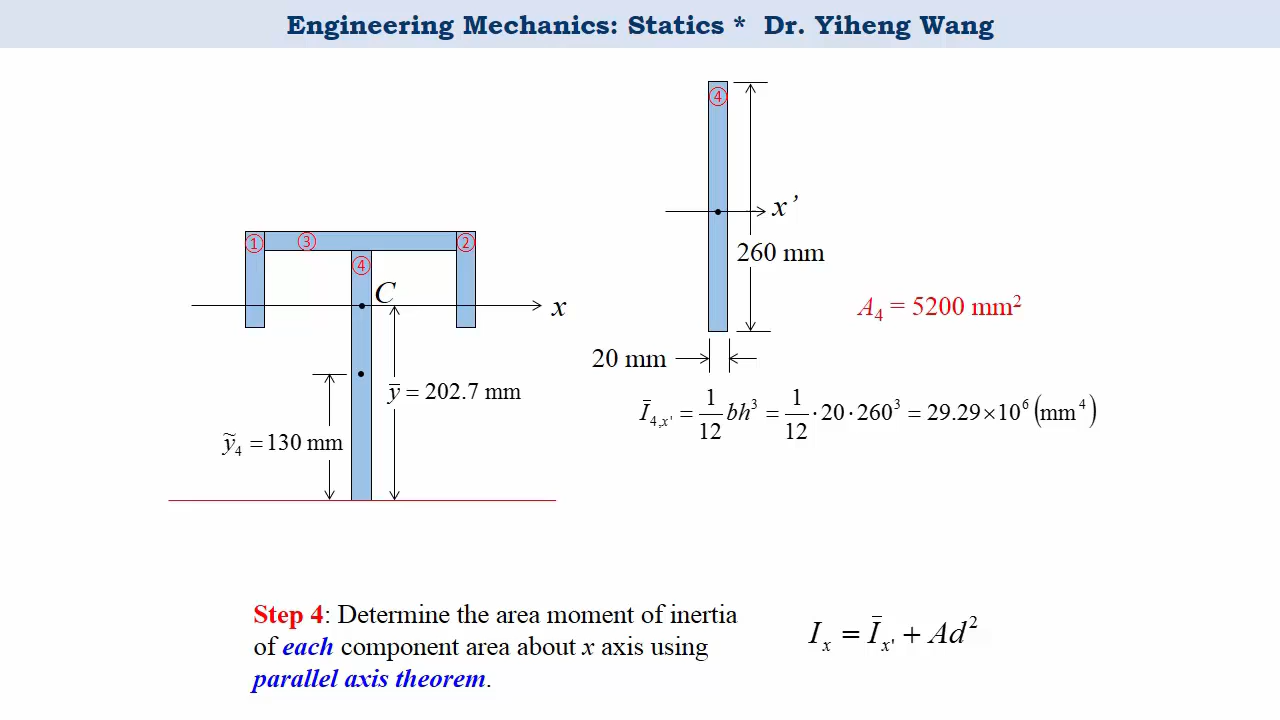 Engineering Mechanics: Statics * Dr. Yiheng Wang
④
x’
260 mm
① ③ ②
④
C
x
A₄ = 5200 mm²
20 mm
y̅ = 202.7 mm
I̅₄,ₓ' = 1/12 bh³ = 1/12 · 20 · 260³ = 29.29 × 10⁶ (mm⁴)
ỹ₄ = 130 mm
Step 4: Determine the area moment of inertia
of each component area about x axis using
parallel axis theorem.
Iₓ = I̅ₓ' + Ad²